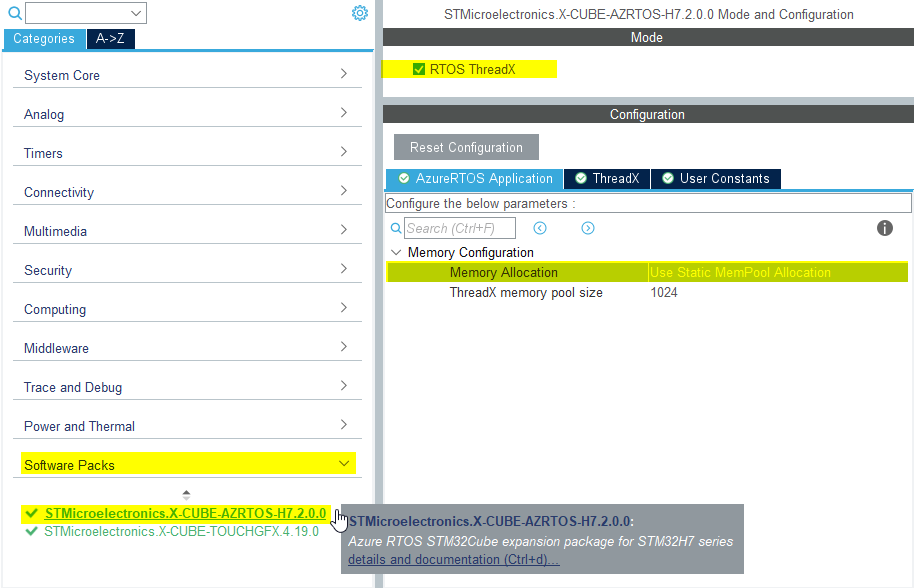 Categories
A->Z
System Core
Analog
Timers
Connectivity
Multimedia
Security
Computing
Middleware
Trace and Debug
Power and Thermal
Software Packs
STMicroelectronics.X-CUBE-AZRTOS-H7.2.0.0
STMicroelectronics.X-CUBE-TOUCHGFX.4.19.0
STMicroelectronics.X-CUBE-AZRTOS-H7.2.0.0 Mode and Configuration
Mode
RTOS ThreadX
Configuration
Reset Configuration
AzureRTOS Application
ThreadX
User Constants
Configure the below parameters :
Search (Ctrl+F)
Memory Configuration
Memory Allocation Use Static MemPool Allocation
ThreadX memory pool size 1024
STMicroelectronics.X-CUBE-AZRTOS-H7.2.0.0:
Azure RTOS STM32Cube expansion package for STM32H7 series
details and documentation (Ctrl+d)...